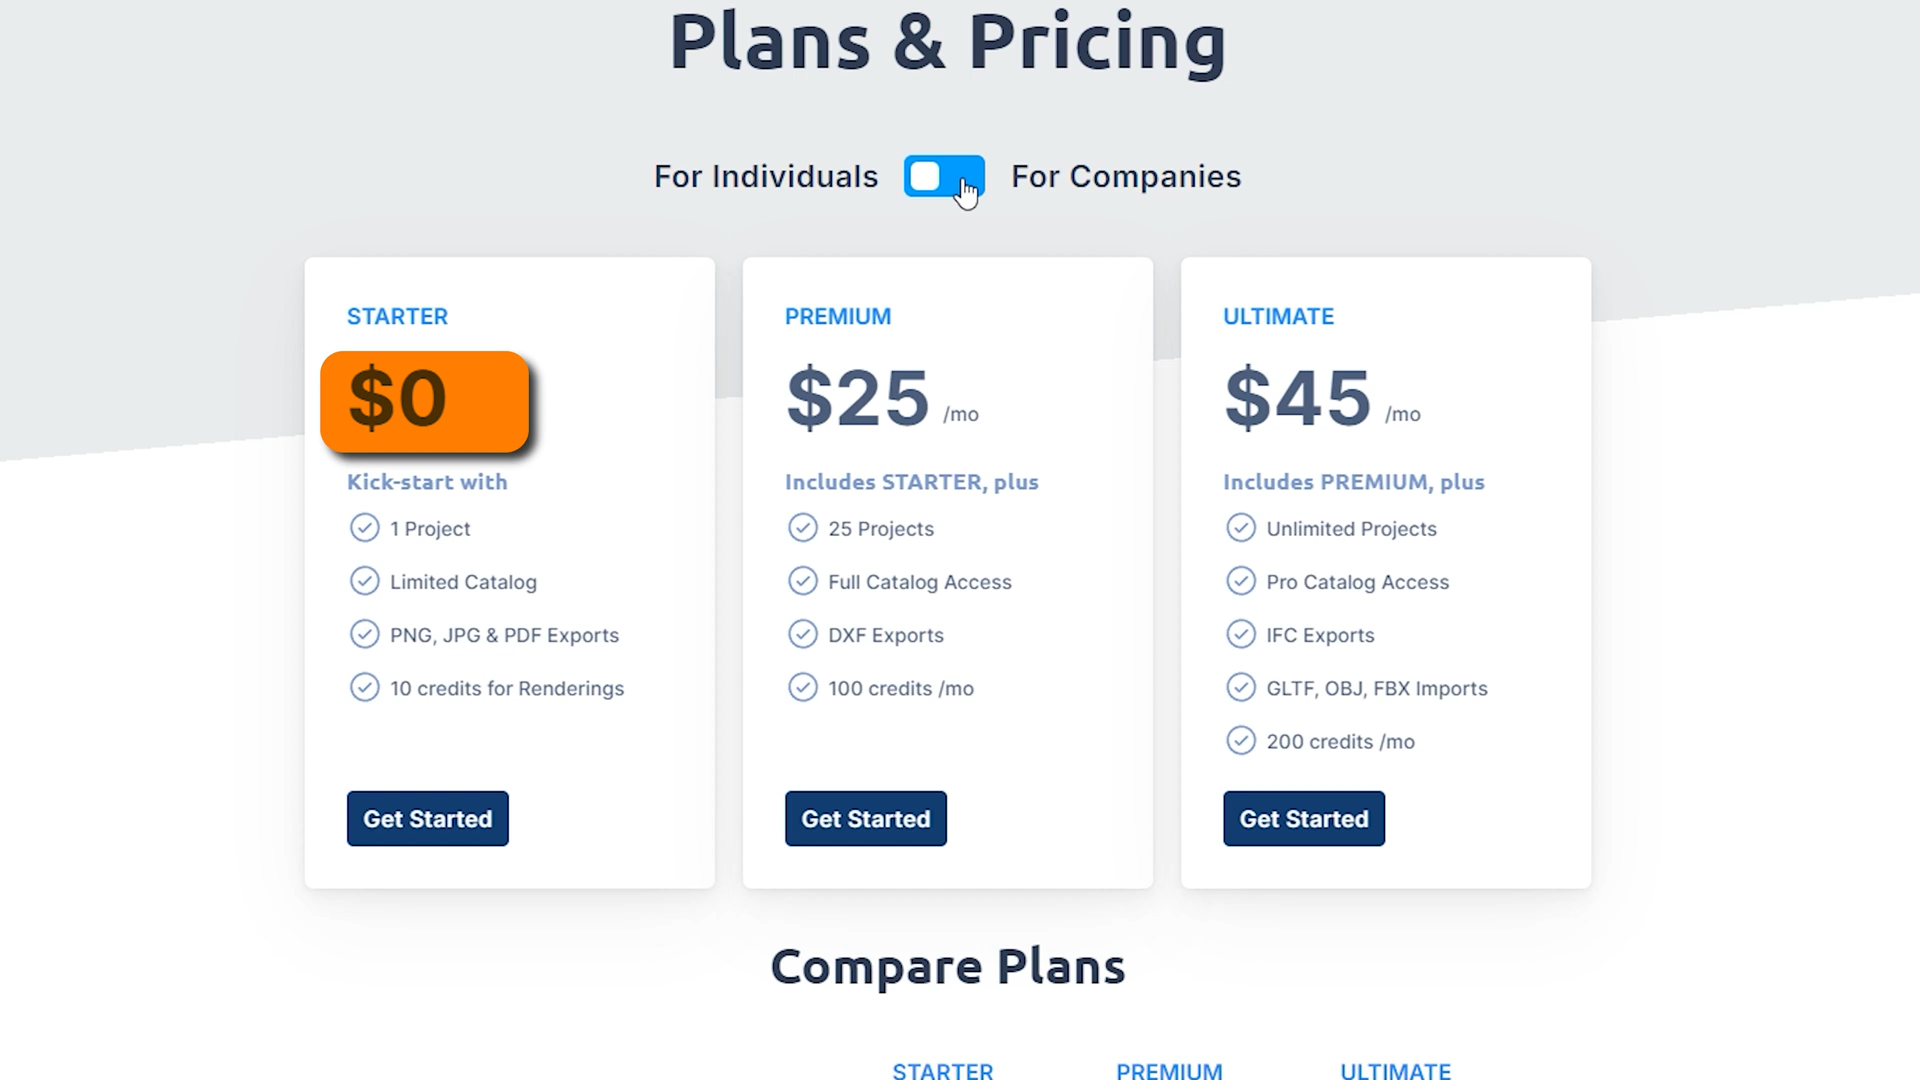 Plans & Pricing
For Individuals
For Companies
STARTER
$0
Kick-start with
1 Project
Limited Catalog
PNG, JPG & PDF Exports
10 credits for Renderings
Get Started
PREMIUM
$25 /mo
Includes STARTER, plus
25 Projects
Full Catalog Access
DXF Exports
100 credits /mo
Get Started
ULTIMATE
$45 /mo
Includes PREMIUM, plus
Unlimited Projects
Pro Catalog Access
IFC Exports
GLTF, OBJ, FBX Imports
200 credits /mo
Get Started
Compare Plans
STARTER PREMIUM ULTIMATE